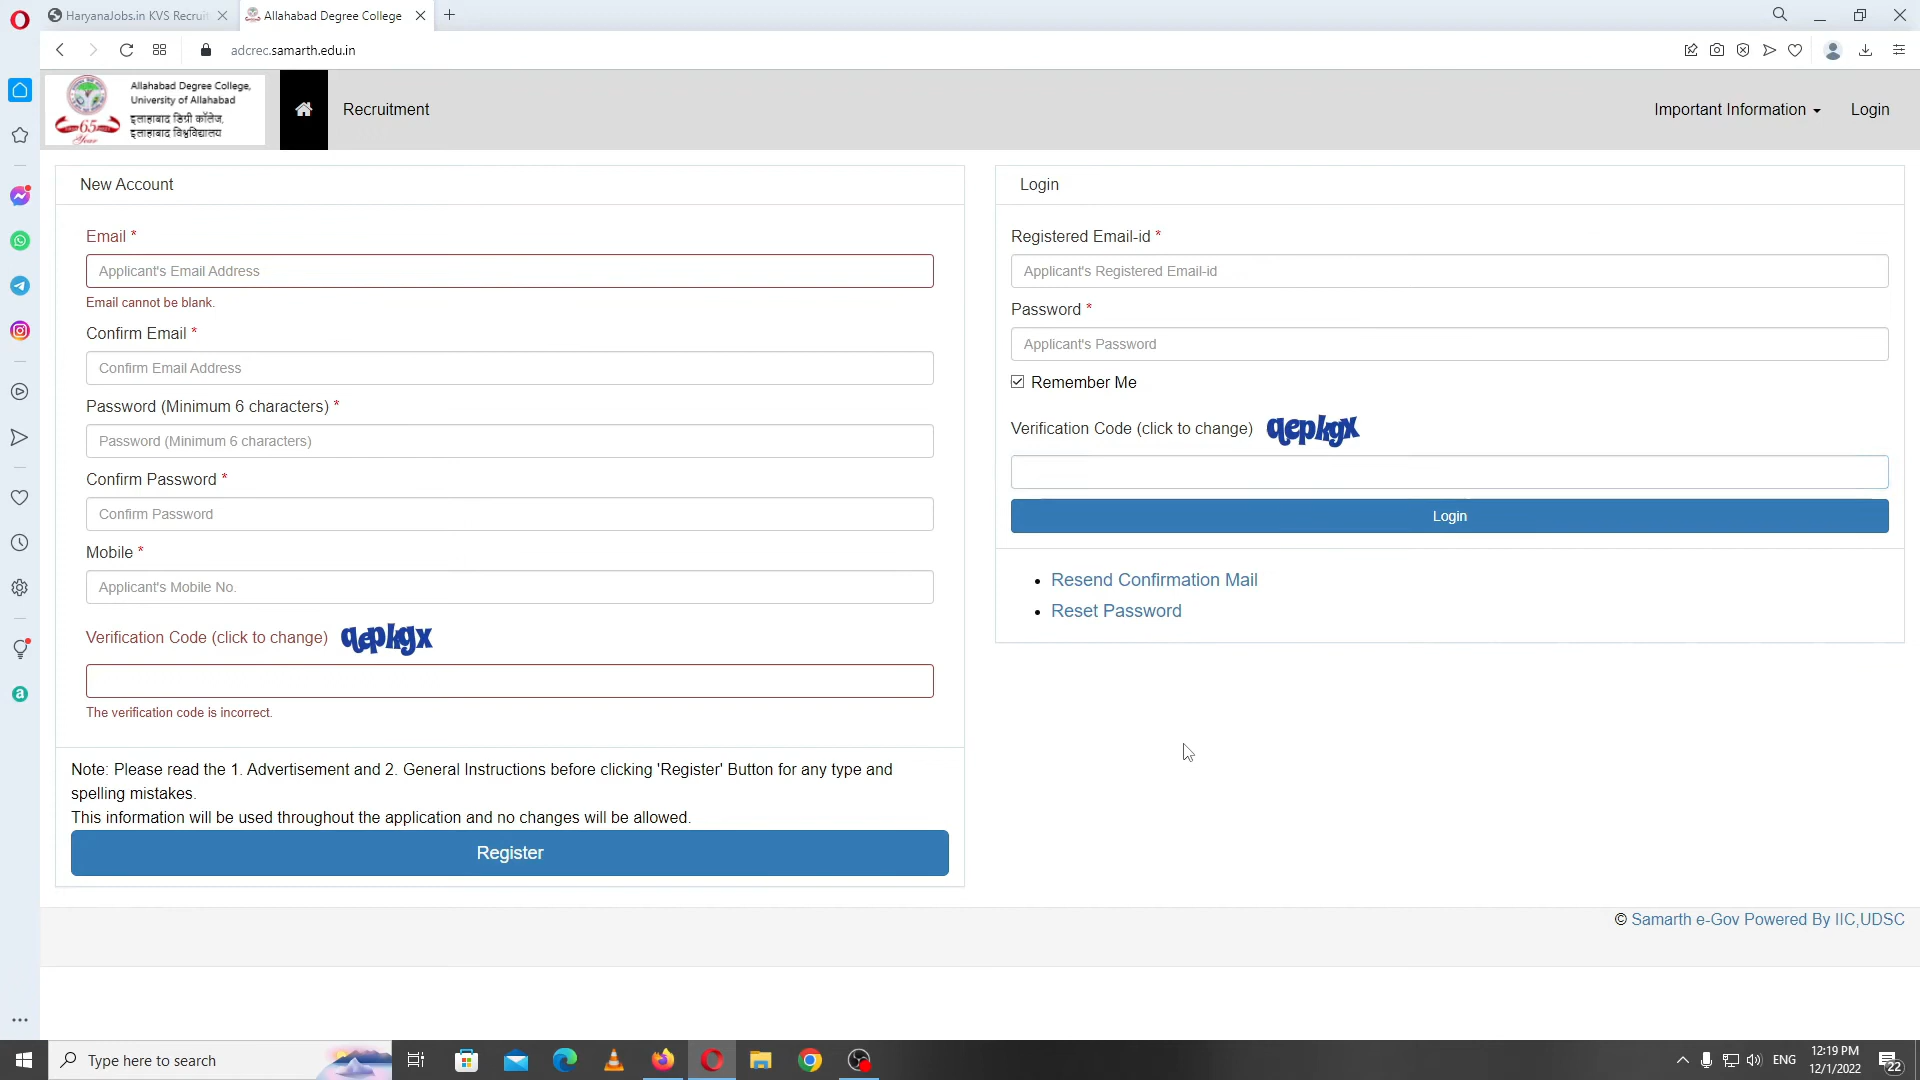 HaryanaJobs.in KVS Recruit
Allahabad Degree College
adcrec.samarth.edu.in
Allahabad Degree College,
University of Allahabad
इलाहाबाद डिग्री कॉलेज,
इलाहाबाद विश्वविद्यालय
65
Year
Recruitment
Important Information
Login
New Account
Email *
Applicant's Email Address
Email cannot be blank.
Confirm Email *
Confirm Email Address
Password (Minimum 6 characters) *
Password (Minimum 6 characters)
Confirm Password *
Confirm Password
Mobile *
Applicant's Mobile No.
Verification Code (click to change) qepkgx
The verification code is incorrect.
Note: Please read the 1. Advertisement and 2. General Instructions before clicking 'Register' Button for any type and
spelling mistakes.
This information will be used throughout the application and no changes will be allowed.
Register
Login
Registered Email-id *
Applicant's Registered Email-id
Password *
Applicant's Password
Remember Me
Verification Code (click to change) qepkgx
Login
Resend Confirmation Mail
Reset Password
© Samarth e-Gov Powered By IIC,UDSC
Type here to search
ENG
12:19 PM
12/1/2022
22